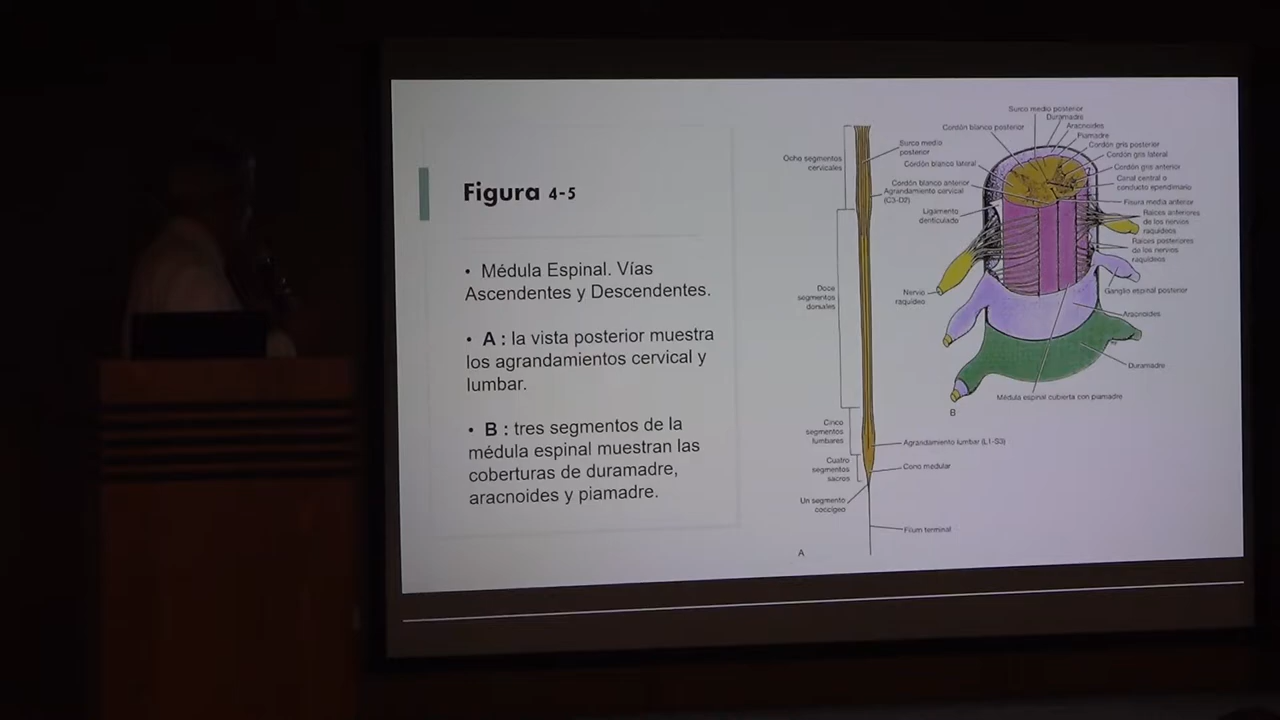 Figura 4-5
• Médula Espinal. Vías
Ascendentes y Descendentes.
• A : la vista posterior muestra
los agrandamientos cervical y
lumbar.
• B : tres segmentos de la
médula espinal muestran las
coberturas de duramadre,
aracnoides y piamadre.
Ocho segmentos
cervicales
Surco medio
posterior
Agrandamiento cervical
(C3-D2)
Doce
segmentos
dorsales
Cinco
segmentos
lumbares
Agrandamiento lumbar (L1-S3)
Cuatro
segmentos
sacros
Cono medular
Un segmento
coccígeo
Filum terminal
A
Surco medio posterior
Duramadre
Aracnoides
Piamadre
Cordón blanco posterior
Cordón gris posterior
Cordón gris lateral
Cordón blanco lateral
Cordón gris anterior
Canal central o
conducto ependimario
Cordón blanco anterior
Fisura media anterior
Ligamento
denticulado
Raíces anteriores
de los nervios
raquídeos
Raíces posteriores
de los nervios
raquídeos
Nervio
raquídeo
Ganglio espinal posterior
Aracnoides
Duramadre
Médula espinal cubierta con piamadre
B